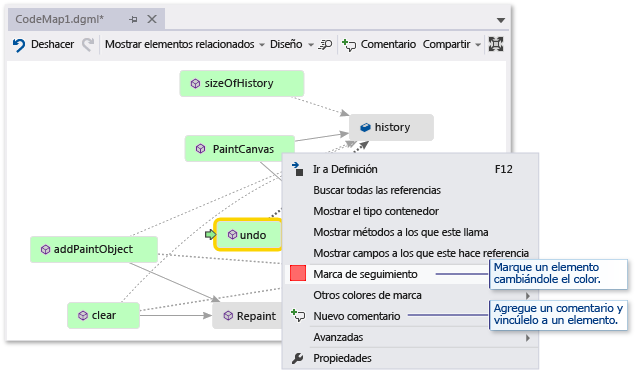 CodeMap1.dgml*
Deshacer Mostrar elementos relacionados Diseño Comentario Compartir
sizeOfHistory
history
PaintCanvas
Ir a Definición F12
Buscar todas las referencias
Mostrar el tipo contenedor
undo
Mostrar métodos a los que este llama
addPaintObject
Mostrar campos a los que este hace referencia
Marca de seguimiento
Marque un elemento
cambiándole el color.
Otros colores de marca
clear
Repaint
Nuevo comentario
Agregue un comentario y
vincúlelo a un elemento.
Avanzadas
Propiedades